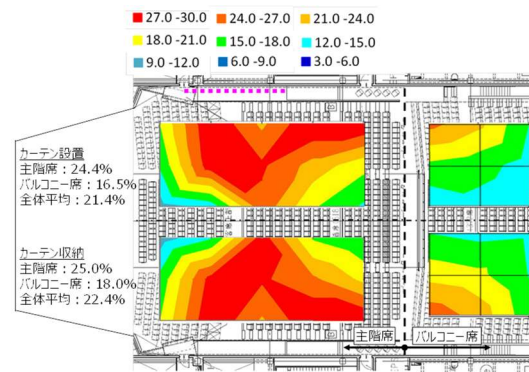 27.0 -30.0 24.0-27.0 21.0-24.0
18.0 -21.0 15.0-18.0 12.0-15.0
9.0 -12.0 6.0 -9.0 3.0 -6.0
カーテン設置
主階席：24.4%
バルコニー席：16.5%
全体平均：21.4%
カーテン収納
主階席：25.0%
バルコニー席：18.0%
全体平均：22.4%
主階席 バルコニー席